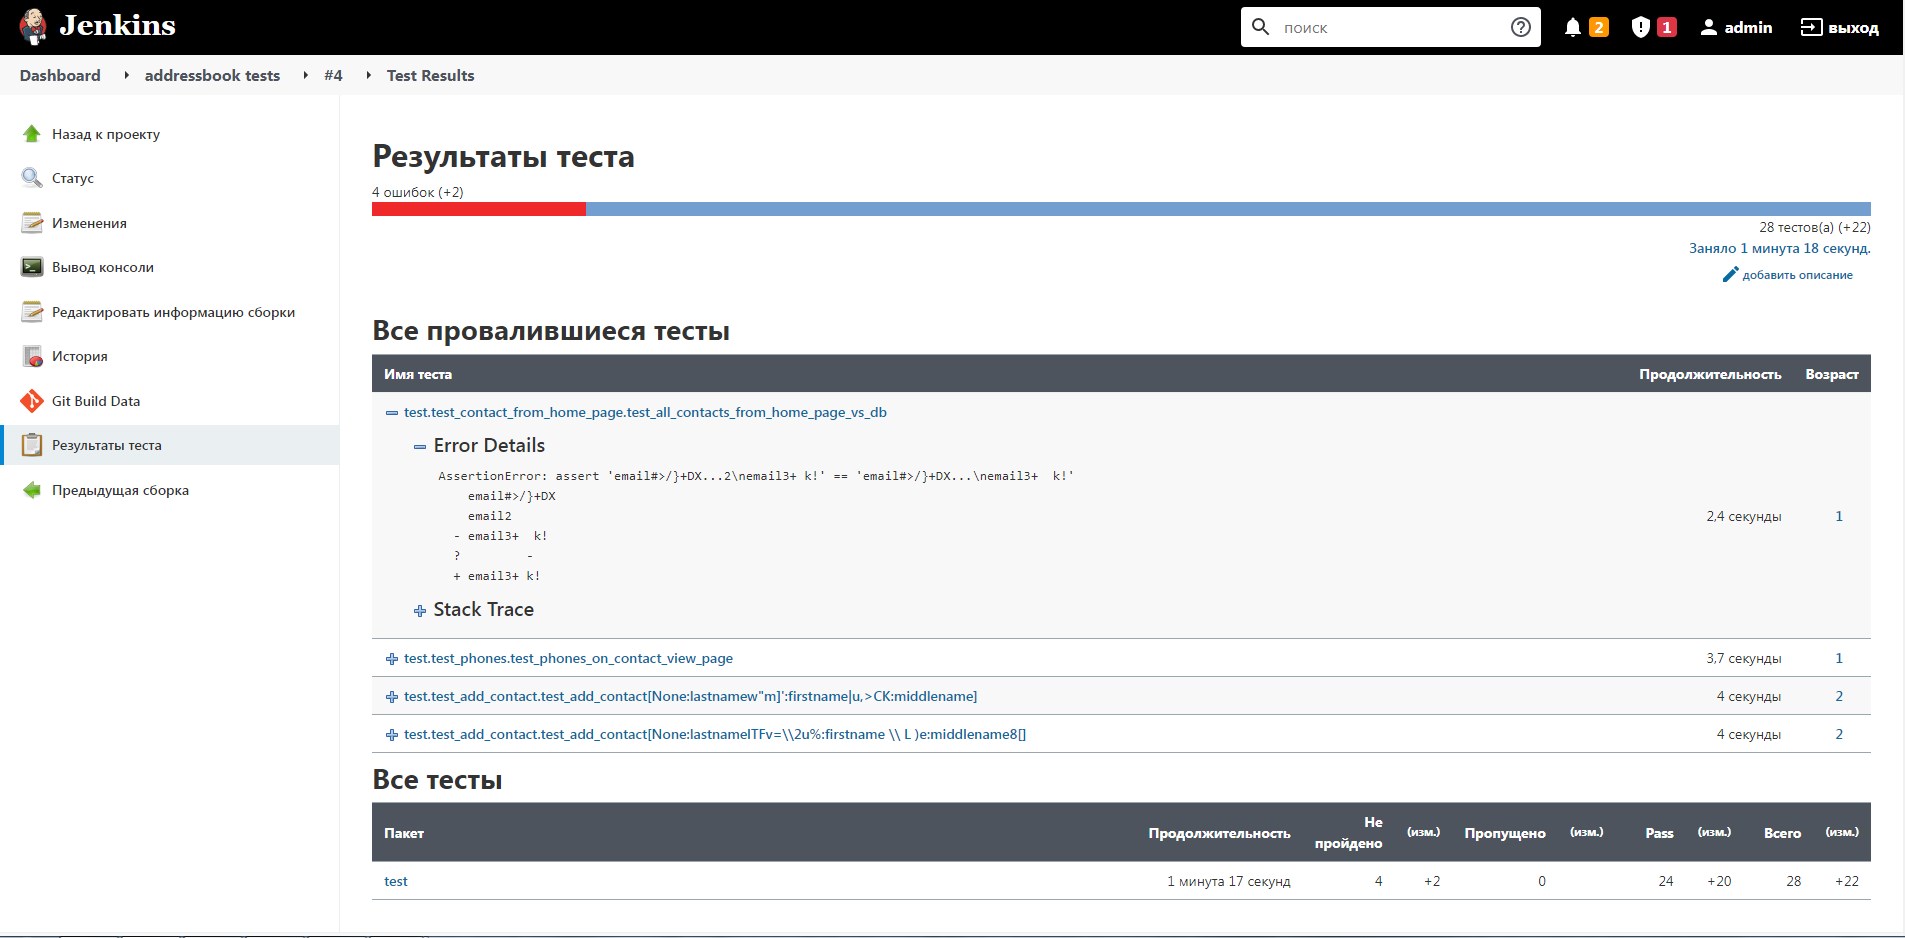 Jenkins
поиск
2
1
admin
выход
Dashboard
addressbook tests
#4
Test Results
Назад к проекту
Статус
Изменения
Вывод консоли
Редактировать информацию сборки
История
Git Build Data
Результаты теста
Предыдущая сборка
Результаты теста
4 ошибок (+2)
28 тестов(а) (+22)
Заняло 1 минута 18 секунд.
добавить описание
Все провалившиеся тесты
Имя теста Продолжительность Возраст
test.test_contact_from_home_page.test_all_contacts_from_home_page_vs_db
Error Details
AssertionError: assert 'email#>/}+DX...2\nemail3+ k!' == 'email#>/}+DX...\nemail3+  k!'
email#>/}+DX
email2
- email3+  k!
?         -
+ email3+ k!
2,4 секунды 1
Stack Trace
test.test_phones.test_phones_on_contact_view_page 3,7 секунды 1
test.test_add_contact.test_add_contact[None:lastnamew"m]':firstname|u,>CK:middlename] 4 секунды 2
test.test_add_contact.test_add_contact[None:lastnameITFv=\\2u%:firstname \\ L )e:middlename8[] 4 секунды 2
Все тесты
Пакет Продолжительность Не пройдено (изм.) Пропущено (изм.) Pass (изм.) Всего (изм.)
test 1 минута 17 секунд 4 +2 0 24 +20 28 +22